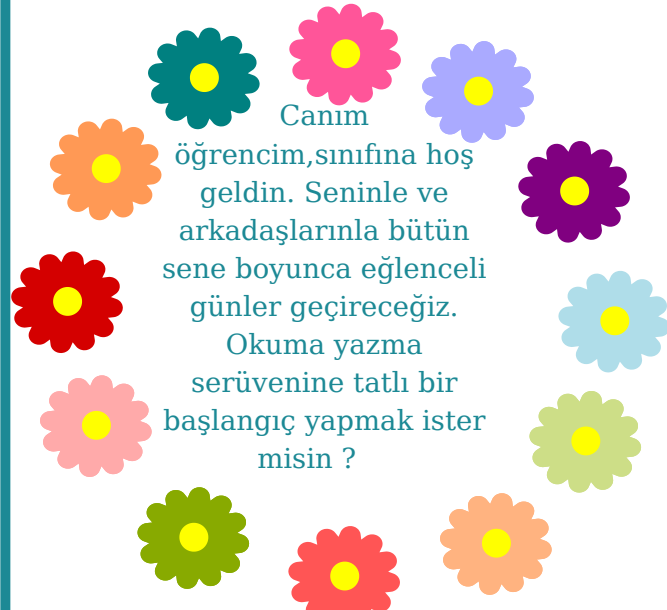 Canım
öğrencim,sınıfına hoş
geldin. Seninle ve
arkadaşlarınla bütün
sene boyunca eğlenceli
günler geçireceğiz.
Okuma yazma
serüvenine tatlı bir
başlangıç yapmak ister
misin ?